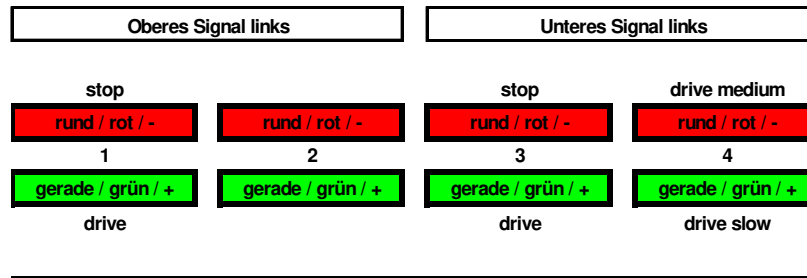 Oberes Signal links Unteres Signal links
stop stop drive medium
rund / rot / - rund / rot / - rund / rot / - rund / rot / -
1 2 3 4
gerade / grün / + gerade / grün / + gerade / grün / + gerade / grün / +
drive drive drive slow